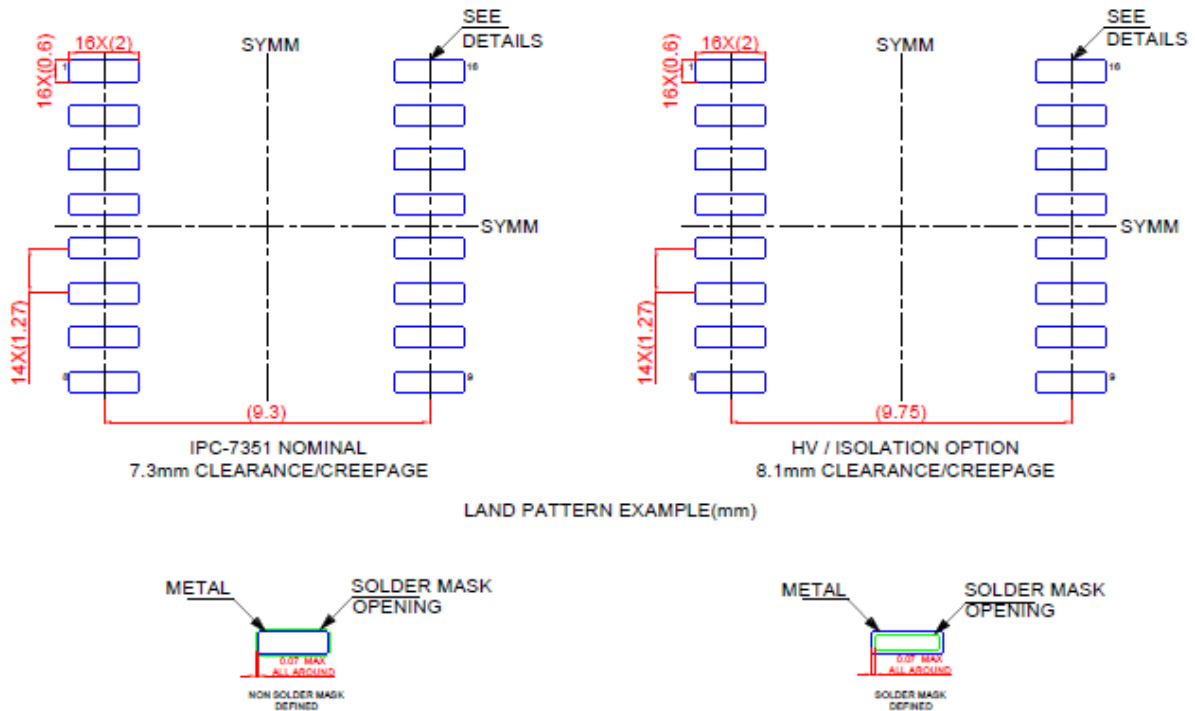 SEE
DETAILS
16X(2)
SYMM
16X(0.6)
1
16
SYMM
14X(1.27)
8
9
(9.3)
IPC-7351 NOMINAL
7.3mm CLEARANCE/CREEPAGE
SEE
DETAILS
16X(2)
SYMM
16X(0.6)
1
16
SYMM
14X(1.27)
8
9
(9.75)
HV / ISOLATION OPTION
8.1mm CLEARANCE/CREEPAGE
LAND PATTERN EXAMPLE(mm)
METAL
SOLDER MASK
OPENING
0.07 MAX
ALL AROUND
NON SOLDER MASK
DEFINED
METAL
SOLDER MASK
OPENING
0.07 MAX
ALL AROUND
SOLDER MASK
DEFINED